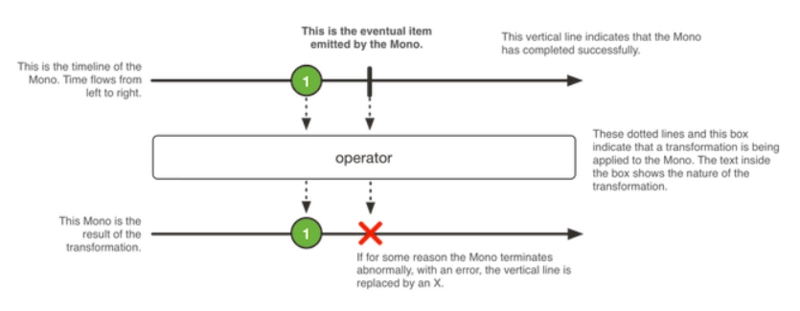 This is the eventual item
emitted by the Mono.
This vertical line indicates that the Mono
has completed successfully.
This is the timeline of the
Mono. Time flows from
left to right.
1
operator
These dotted lines and this box
indicate that a transformation is being
applied to the Mono. The text inside
the box shows the nature of the
transformation.
This Mono is the
result of the
transformation.
1
If for some reason the Mono terminates
abnormally, with an error, the vertical line is
replaced by an X.